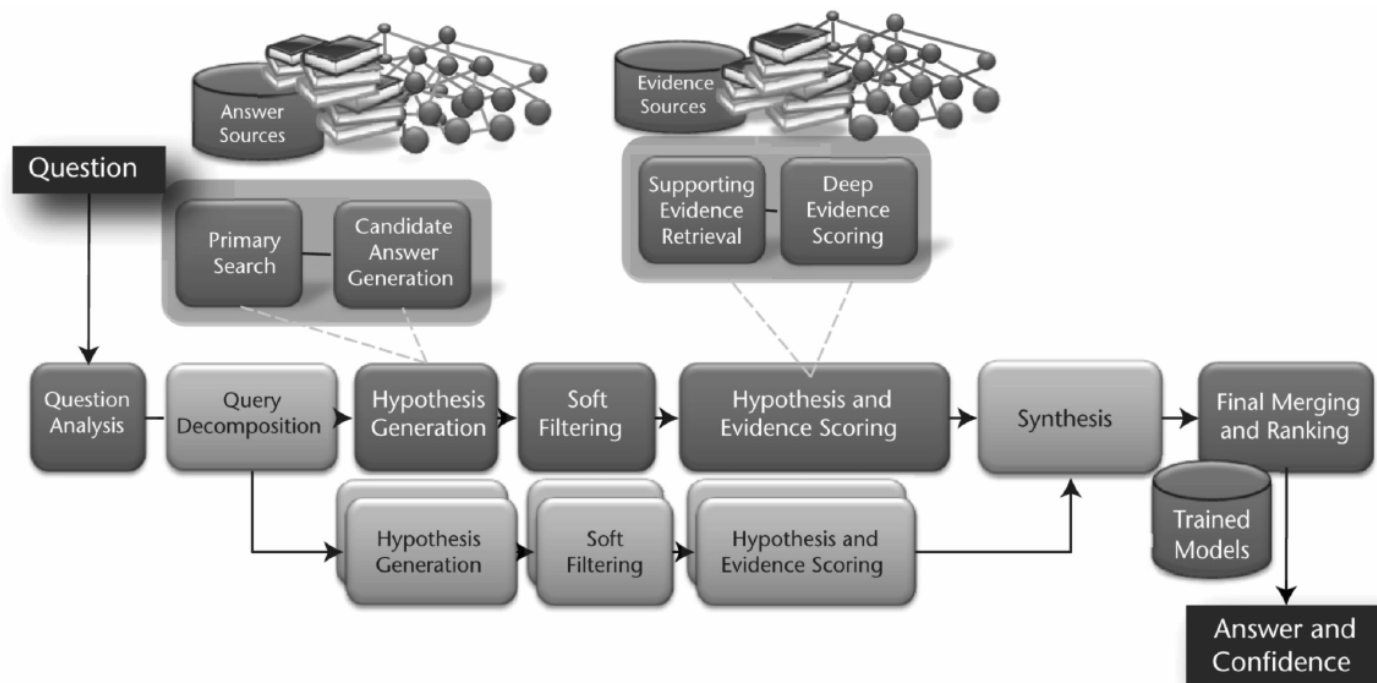 Answer
Sources
Evidence
Sources
Question
Primary
Search
Candidate
Answer
Generation
Supporting
Evidence
Retrieval
Deep
Evidence
Scoring
Question
Analysis
Query
Decomposition
Hypothesis
Generation
Soft
Filtering
Hypothesis and
Evidence Scoring
Synthesis
Final Merging
and Ranking
Hypothesis
Generation
Soft
Filtering
Hypothesis and
Evidence Scoring
Trained
Models
Answer and
Confidence